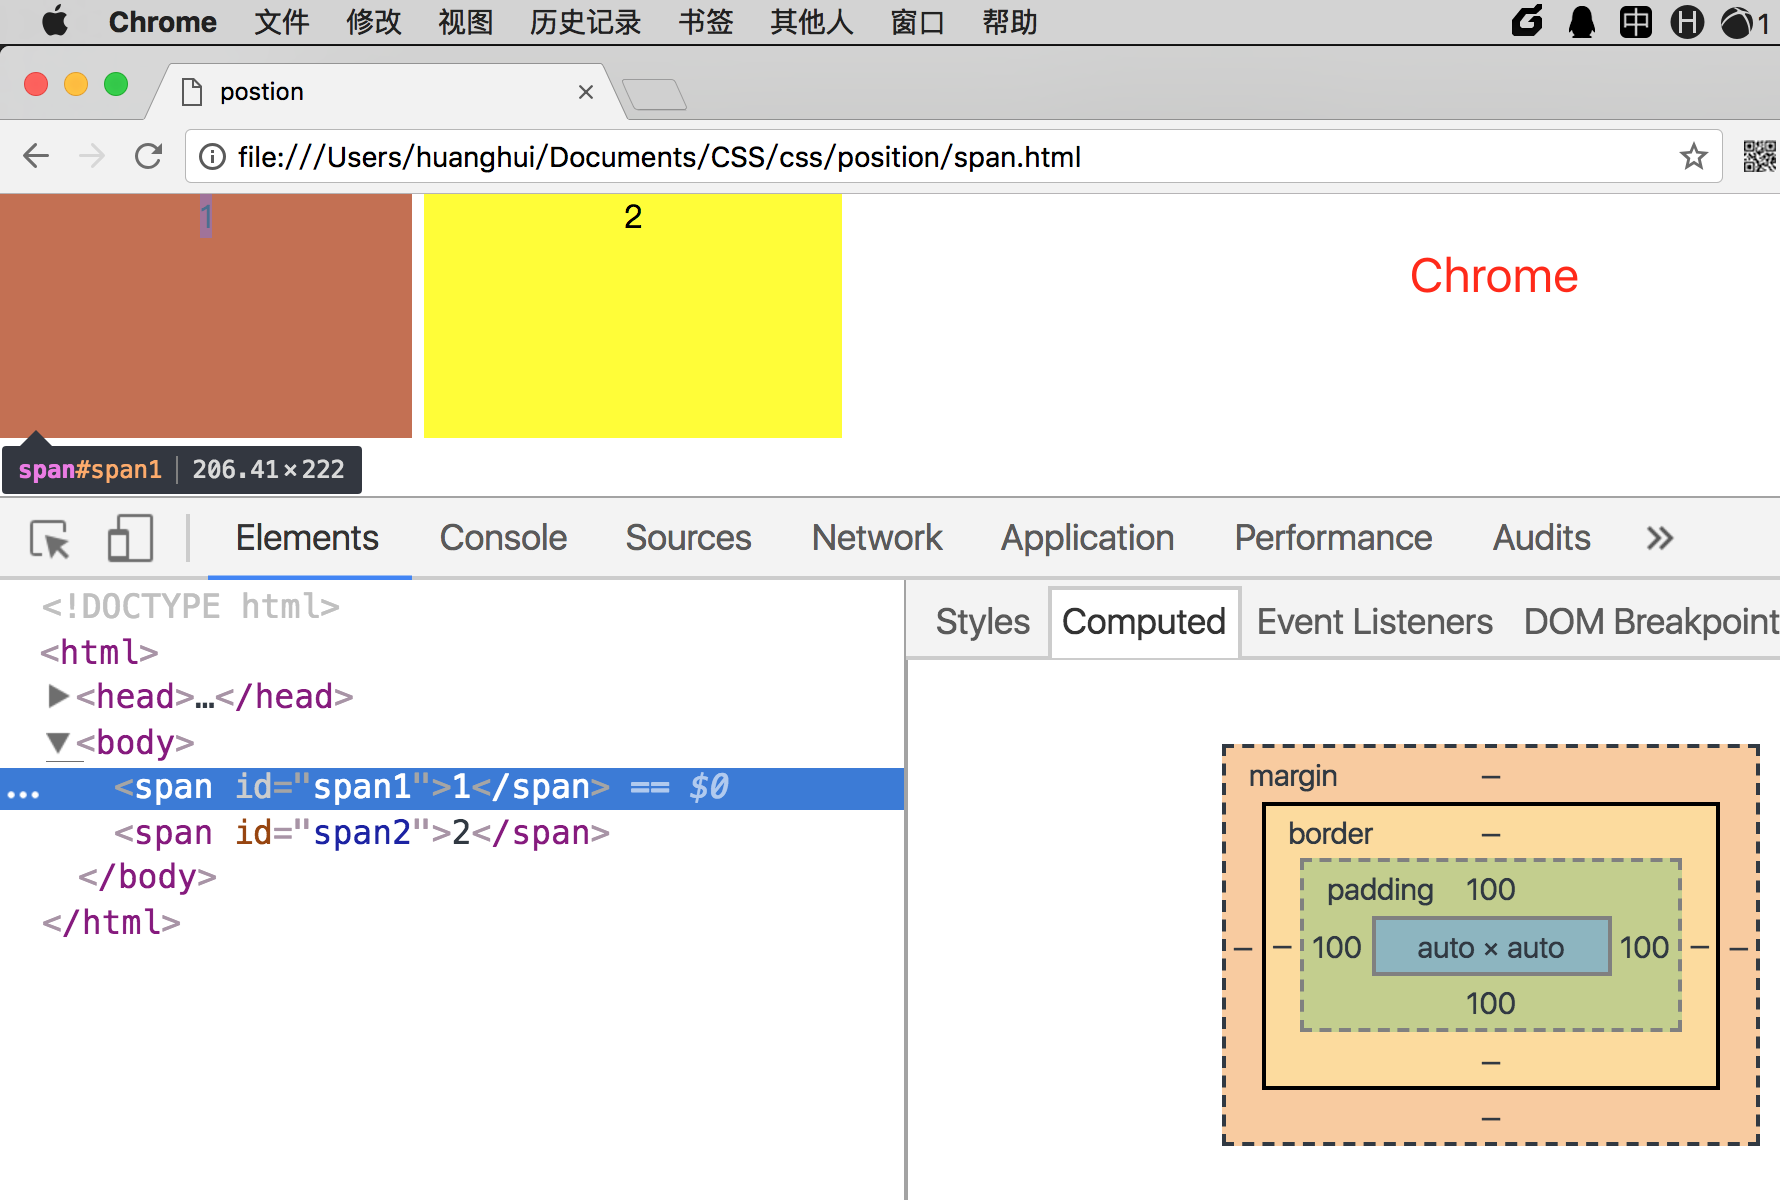 Chrome 文件 修改 视图 历史记录 书签 其他人 窗口 帮助 中 H 1
postion ×
file:///Users/huanghui/Documents/CSS/css/position/span.html
1 2
Chrome
span#span1 206.41×222
Elements Console Sources Network Application Performance Audits »
<!DOCTYPE html>
<html>
▶<head>…</head>
▼<body>
... <span id="span1">1</span> == $0
<span id="span2">2</span>
</body>
</html>
Styles Computed Event Listeners DOM Breakpoint
margin –
border –
padding 100
– – 100 auto × auto 100 – –
100
–
–